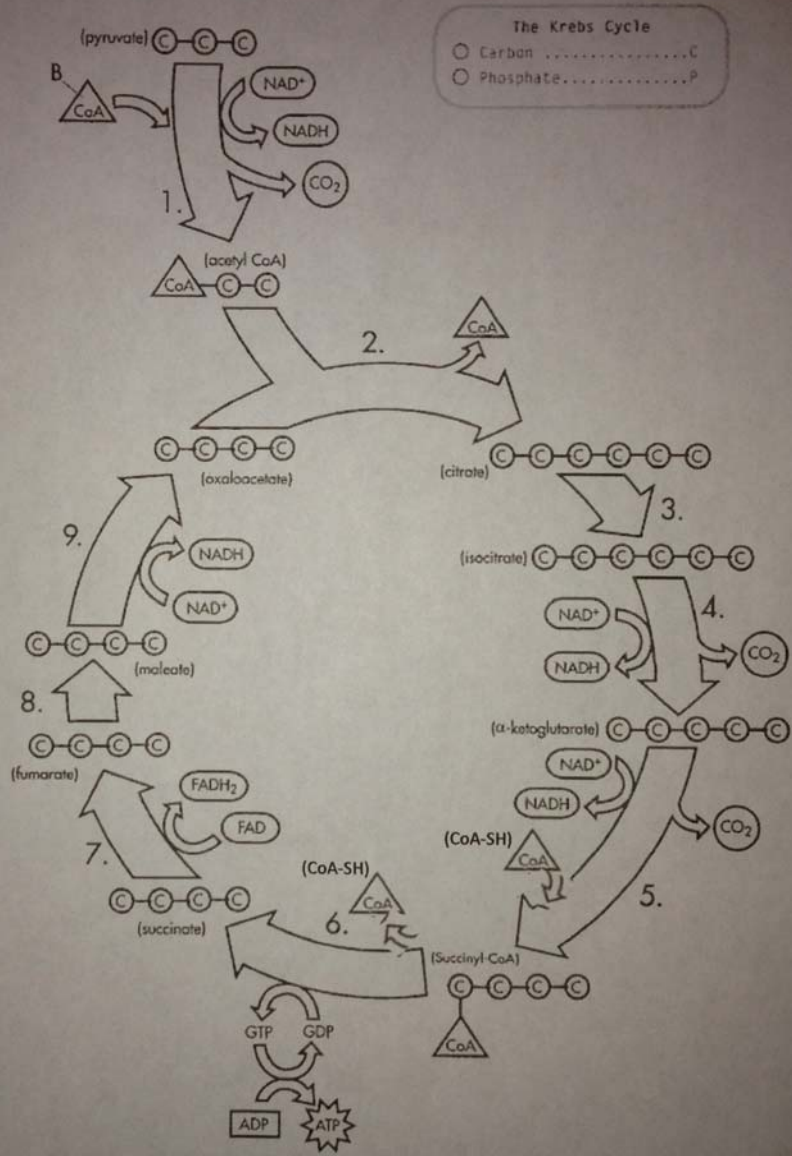 The Krebs Cycle
Carbon ................C
Phosphate..............P
(pyruvate) C C C
B
CoA
NAD⁺
NADH
CO₂
1.
(acetyl CoA)
CoA C C
2.
CoA
C C C C
(oxaloacetate)
C C C C C C
(citrate)
3.
(isocitrate) C C C C C C
4.
NAD⁺
NADH
CO₂
(α-ketoglutarate) C C C C C
NAD⁺
NADH
CO₂
(CoA-SH)
CoA
5.
(Succinyl-CoA)
C C C C
CoA
6.
(CoA-SH)
CoA
GTP GDP
ADP ATP
C C C C
(succinate)
7.
FADH₂
FAD
C C C C
(fumarate)
8.
C C C C
(maleate)
9.
NADH
NAD⁺